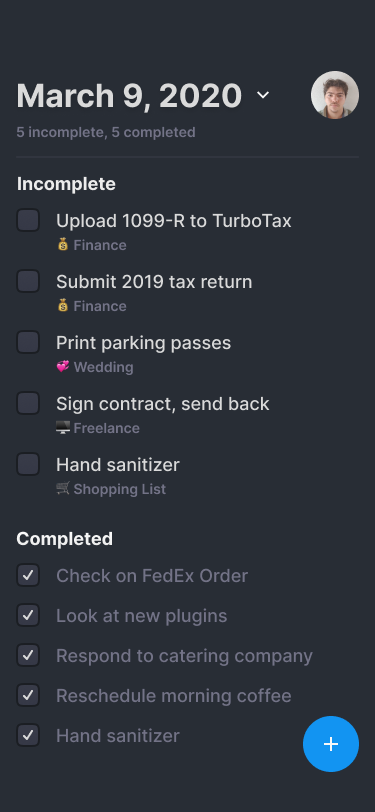 March 9, 2020
5 incomplete, 5 completed
Incomplete
Upload 1099-R to TurboTax
Finance
Submit 2019 tax return
Finance
Print parking passes
Wedding
Sign contract, send back
Freelance
Hand sanitizer
Shopping List
Completed
Check on FedEx Order
Look at new plugins
Respond to catering company
Reschedule morning coffee
Hand sanitizer